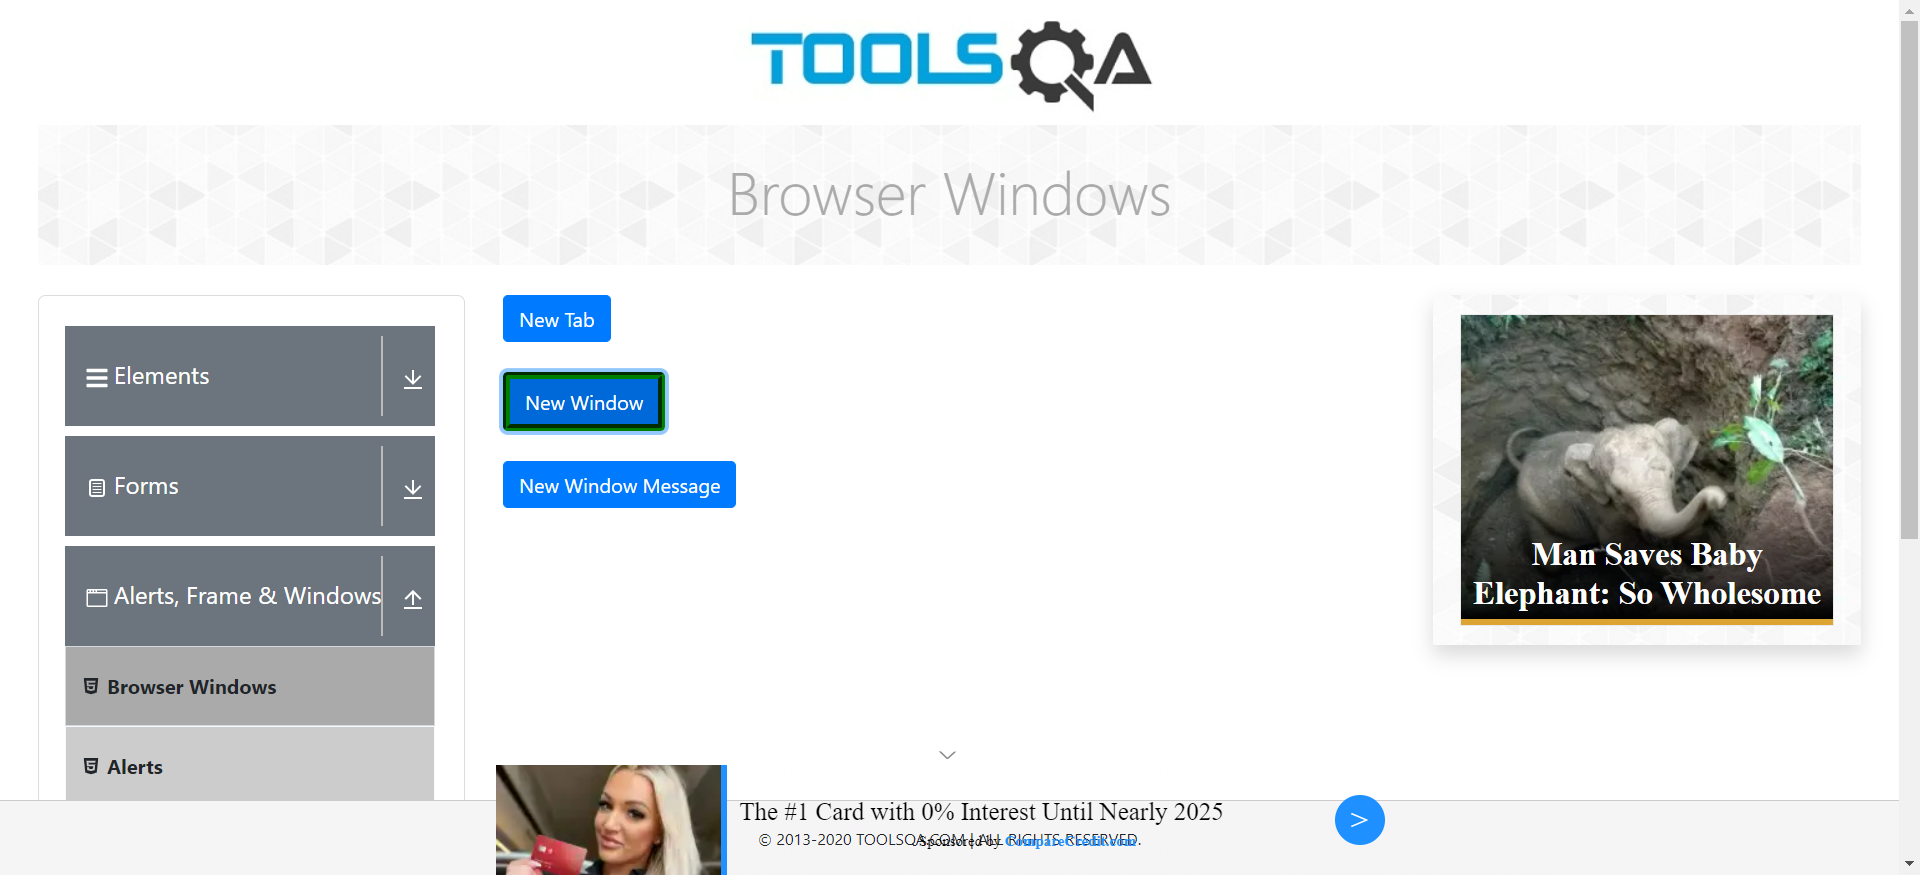 TOOLSQA
Browser Windows
Elements
Forms
Alerts, Frame & Windows
Browser Windows
Alerts
New Tab
New Window
New Window Message
Man Saves Baby
Elephant: So Wholesome
The #1 Card with 0% Interest Until Nearly 2025
© 2013-2020 TOOLSQA.COM | ALL RIGHTS RESERVED.
Sponsored by CompareCredit.com
>